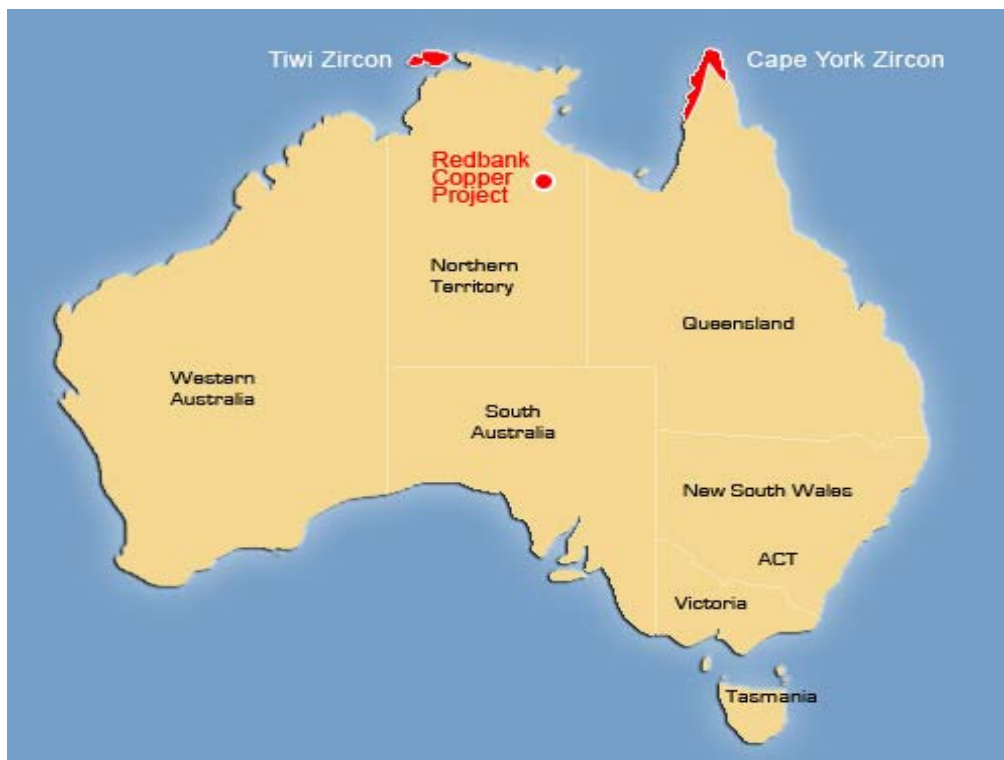 Tiwi Zircon
Cape York Zircon
Redbank
Copper
Project
Northern
Territory
Queensland
Western
Australia
South
Australia
New South Wales
ACT
Victoria
Tasmania